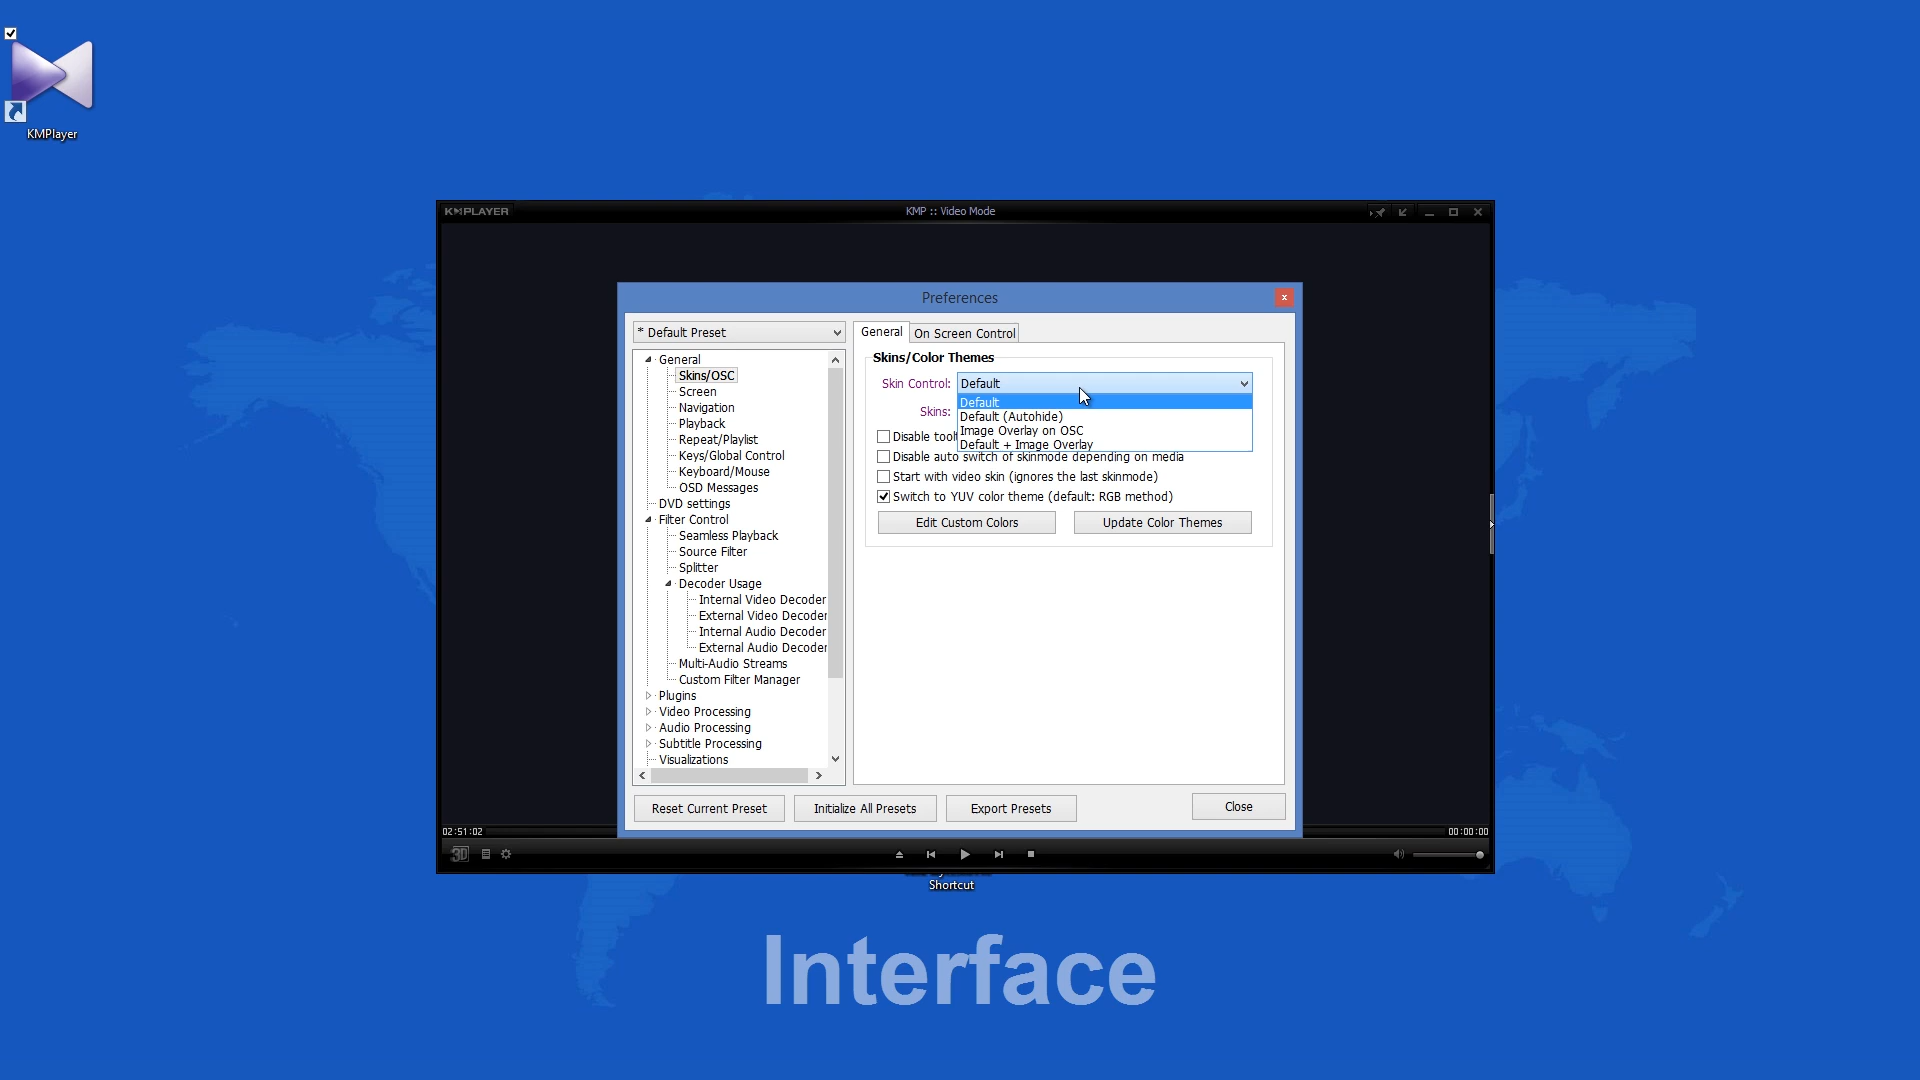 KMPlayer
KMPLAYER
KMP :: Video Mode
Preferences
x
* Default Preset
General
Skins/OSC
Screen
Navigation
Playback
Repeat/Playlist
Keys/Global Control
Keyboard/Mouse
OSD Messages
DVD settings
Filter Control
Seamless Playback
Source Filter
Splitter
Decoder Usage
Internal Video Decoder
External Video Decoder
Internal Audio Decoder
External Audio Decoder
Multi-Audio Streams
Custom Filter Manager
Plugins
Video Processing
Audio Processing
Subtitle Processing
Visualizations
General
On Screen Control
Skins/Color Themes
Skin Control:
Default
Default
Default (Autohide)
Image Overlay on OSC
Default + Image Overlay
Skins:
Disable
Disable auto switch of skinmode depending on media
Start with video skin (ignores the last skinmode)
Switch to YUV color theme (default: RGB method)
Edit Custom Colors
Update Color Themes
Reset Current Preset
Initialize All Presets
Export Presets
Close
02:51:02
00:00:00
3D
Shortcut
Interface